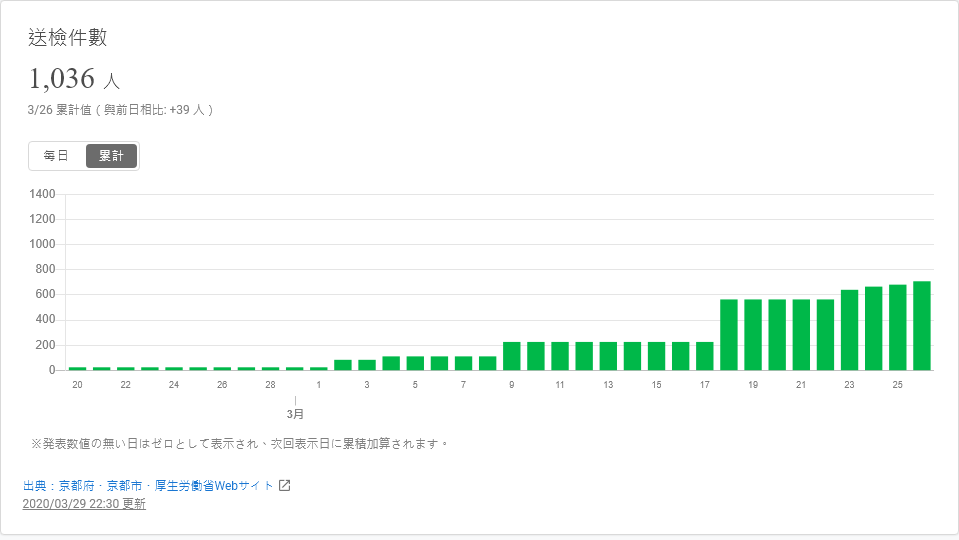 送檢件數
1,036 人
3/26 累計值（與前日相比: +39 人）
每日 累計
1400
1200
1000
800
600
400
200
0
20 22 24 26 28 1 3 5 7 9 11 13 15 17 19 21 23 25
3月
※発表数値の無い日はゼロとして表示され、次回表示日に累積加算されます。
出典：京都府・京都市・厚生労働省Webサイト
2020/03/29 22:30 更新